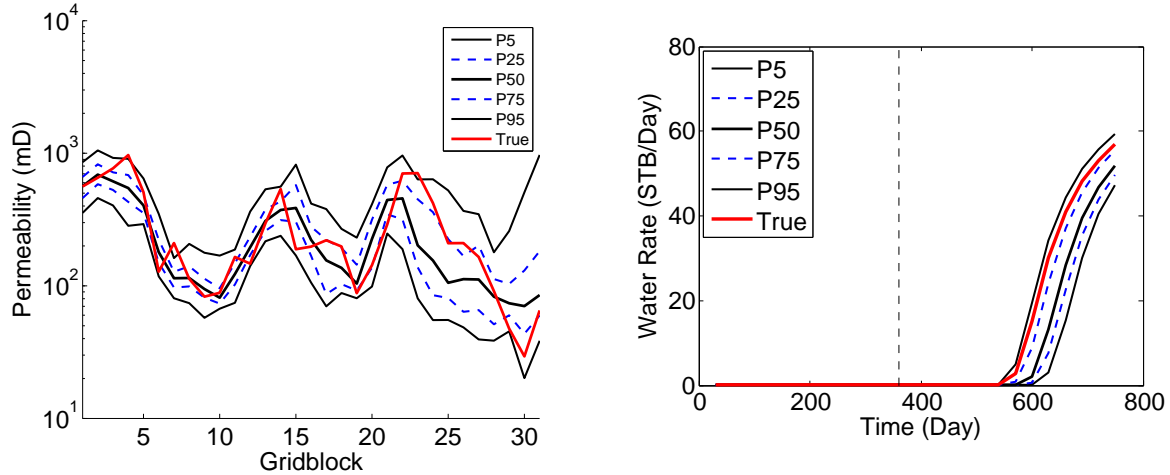 10^4
10^3
10^2
10^1
Permeability (mD)
5
10
15
20
25
30
Gridblock
P5
P25
P50
P75
P95
True
80
60
40
20
0
Water Rate (STB/Day)
0
200
400
600
800
Time (Day)
P5
P25
P50
P75
P95
True